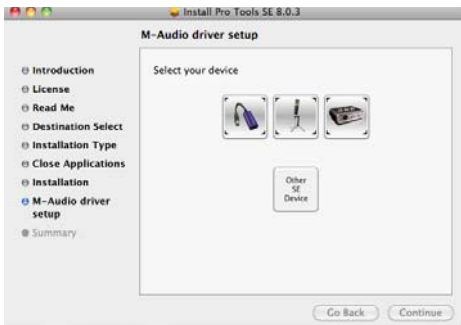 Install Pro Tools SE 8.0.3
M-Audio driver setup
Introduction
License
Read Me
Destination Select
Installation Type
Close Applications
Installation
M-Audio driver
setup
Summary
Select your device
Other
SE
Device
Go Back
Continue